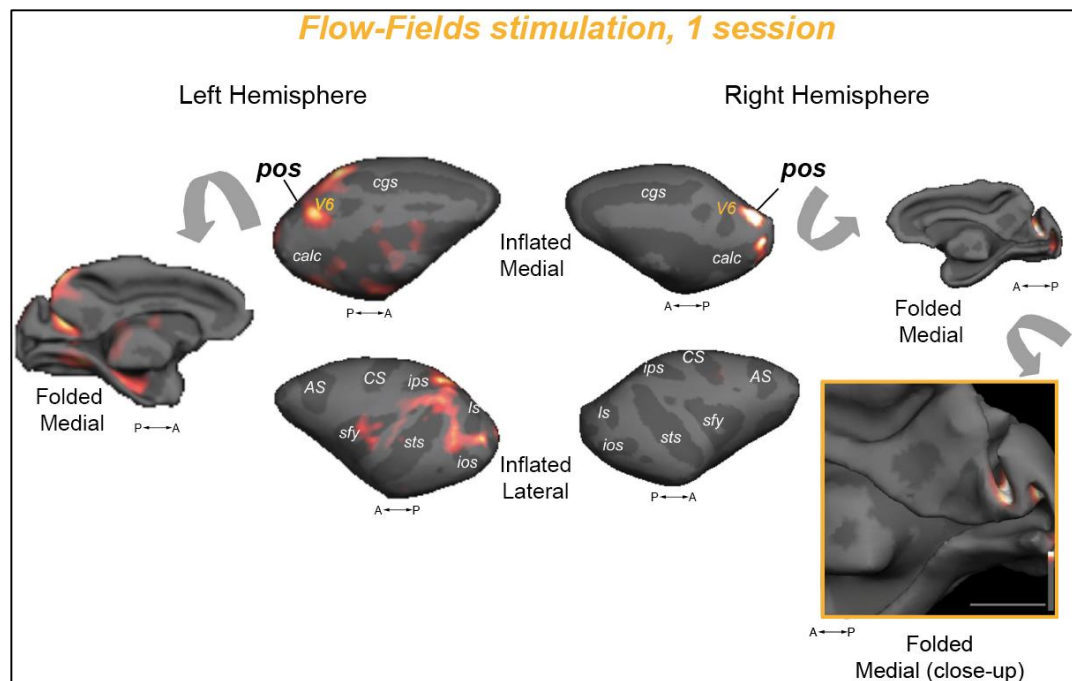 Flow-Fields stimulation, 1 session
Left Hemisphere
Right Hemisphere
pos
V6
cgs
calc
P A
Inflated
Medial
pos
V6
cgs
calc
A P
Folded
Medial
P A
Folded
Medial
A P
AS
CS
ips
ls
sfy
sts
ios
A P
Inflated
Lateral
ips
CS
AS
ls
sfy
sts
ios
P A
A P
Folded
Medial (close-up)